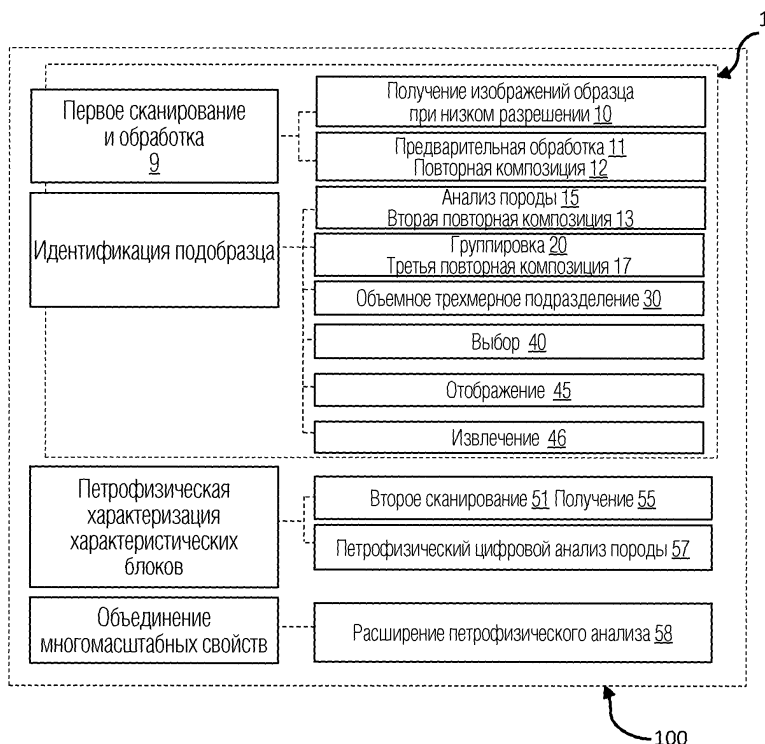 1
Первое сканирование
и обработка
9
Получение изображений образца
при низком разрешении 10
Предварительная обработка 11
Повторная композиция 12
Идентификация подобразца
Анализ породы 15
Вторая повторная композиция 13
Группировка 20
Третья повторная композиция 17
Объемное трехмерное подразделение 30
Выбор 40
Отображение 45
Извлечение 46
Петрофизическая
характеризация
характеристических
блоков
Второе сканирование 51 Получение 55
Петрофизический цифровой анализ породы 57
Объединение
многомасштабных свойств
Расширение петрофизического анализа 58
100